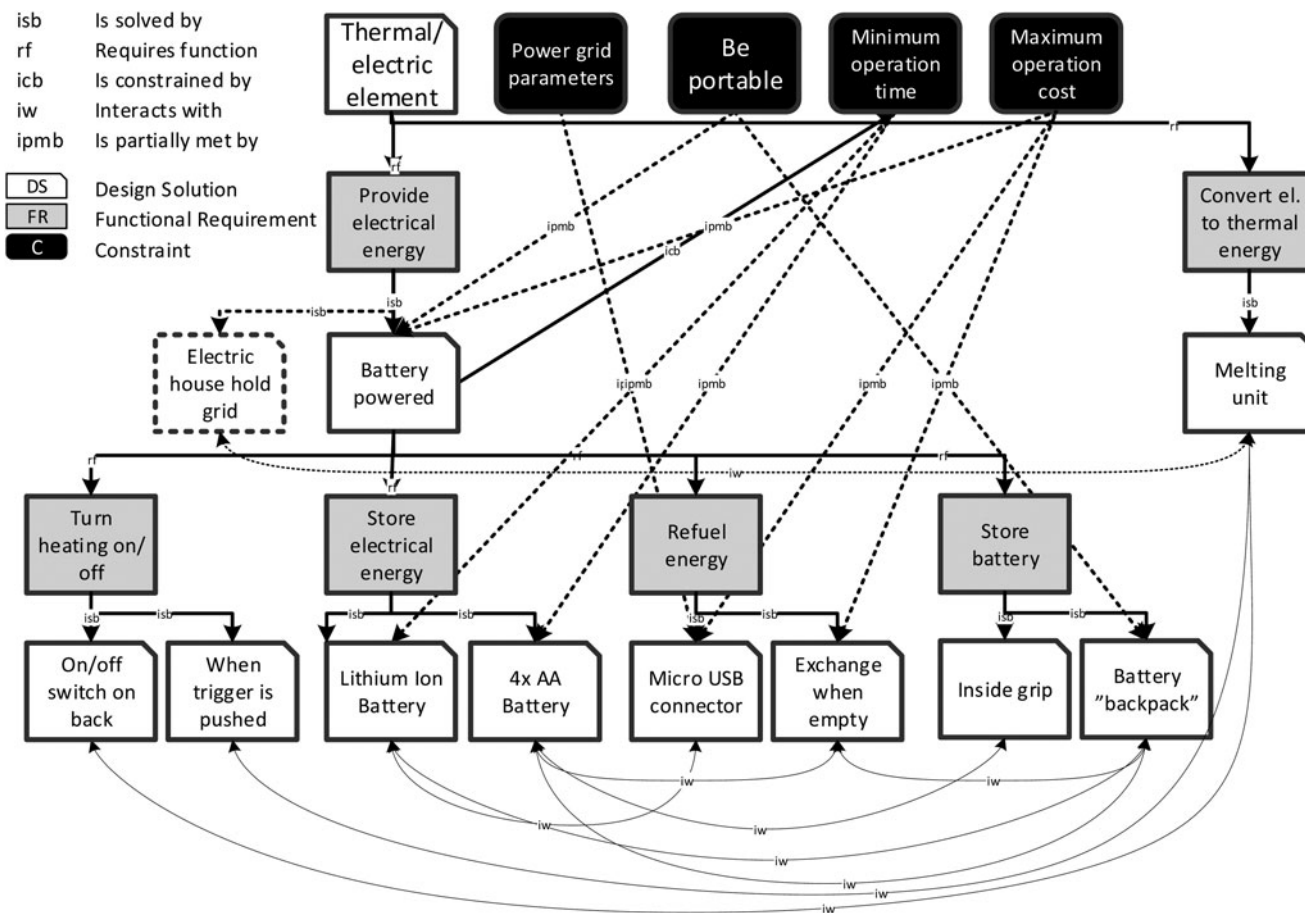 isb Is solved by
rf Requires function
icb Is constrained by
iw Interacts with
ipmb Is partially met by
DS Design Solution
FR Functional Requirement
C Constraint
Thermal/
electric
element
Power grid
parameters
Be
portable
Minimum
operation
time
Maximum
operation
cost
rf
rf
Provide
electrical
energy
Convert el.
to thermal
energy
ipmb
ipmb
icb
isb
isb
isb
Electric
house hold
grid
Battery
powered
Melting
unit
ipmb
ipmb
ipmb
ipmb
rf
rf
rf
iw
rf
Turn
heating on/
off
Store
electrical
energy
Refuel
energy
Store
battery
isb
isb
isb
isb
isb
isb
isb
isb
On/off
switch on
back
When
trigger is
pushed
Lithium Ion
Battery
4x AA
Battery
Micro USB
connector
Exchange
when
empty
Inside grip
Battery
”backpack”
iw
iw
iw
iw
iw
iw
iw
iw